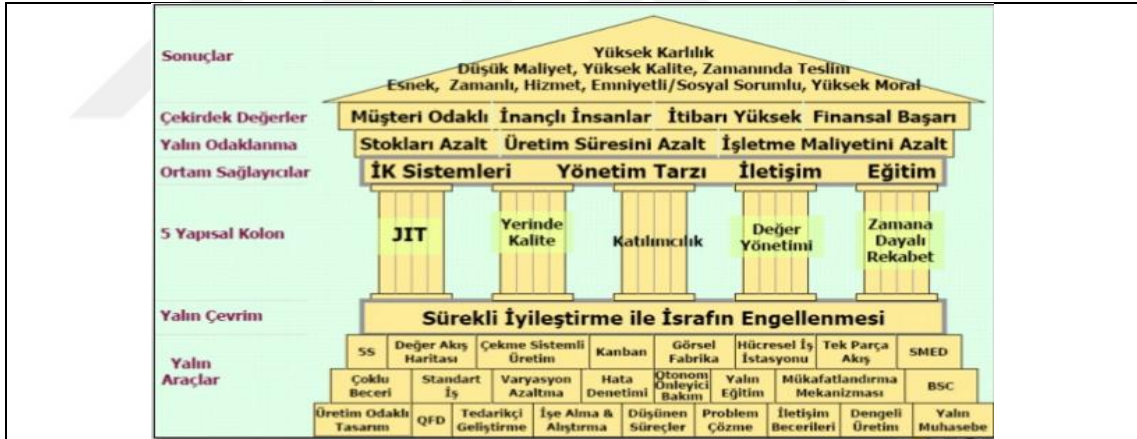 Sonuçlar
Yüksek Karlılık
Düşük Maliyet, Yüksek Kalite, Zamanında Teslim
Esnek, Zamanlı, Hizmet, Emniyetli/Sosyal Sorumlu, Yüksek Moral
Çekirdek Değerler
Müşteri Odaklı İnançlı İnsanlar İtibarı Yüksek Finansal Başarı
Yalın Odaklanma
Stokları Azalt Üretim Süresini Azalt İşletme Maliyetini Azalt
Ortam Sağlayıcılar
İK Sistemleri Yönetim Tarzı İletişim Eğitim
5 Yapısal Kolon
JIT
Yerinde
Kalite
Katılımcılık
Değer
Yönetimi
Zamana
Dayalı
Rekabet
Yalın Çevrim
Sürekli İyileştirme ile İsrafın Engellenmesi
Yalın
Araçlar
5S
Değer Akış
Haritası
Çekme Sistemli
Üretim
Kanban
Görsel
Fabrika
Hücresel İş
İstasyonu
Tek Parça
Akış
SMED
Çoklu
Beceri
Standart
İş
Varyasyon
Azaltma
Hata
Denetimi
Otonom
Önleyici
Bakım
Yalın
Eğitim
Mükafatlandırma
Mekanizması
BSC
Üretim Odaklı
Tasarım
QFD
Tedarikçi
Geliştirme
İşe Alma &
Alıştırma
Düşünen
Süreçler
Problem
Çözme
İletişim
Becerileri
Dengeli
Üretim
Yalın
Muhasebe